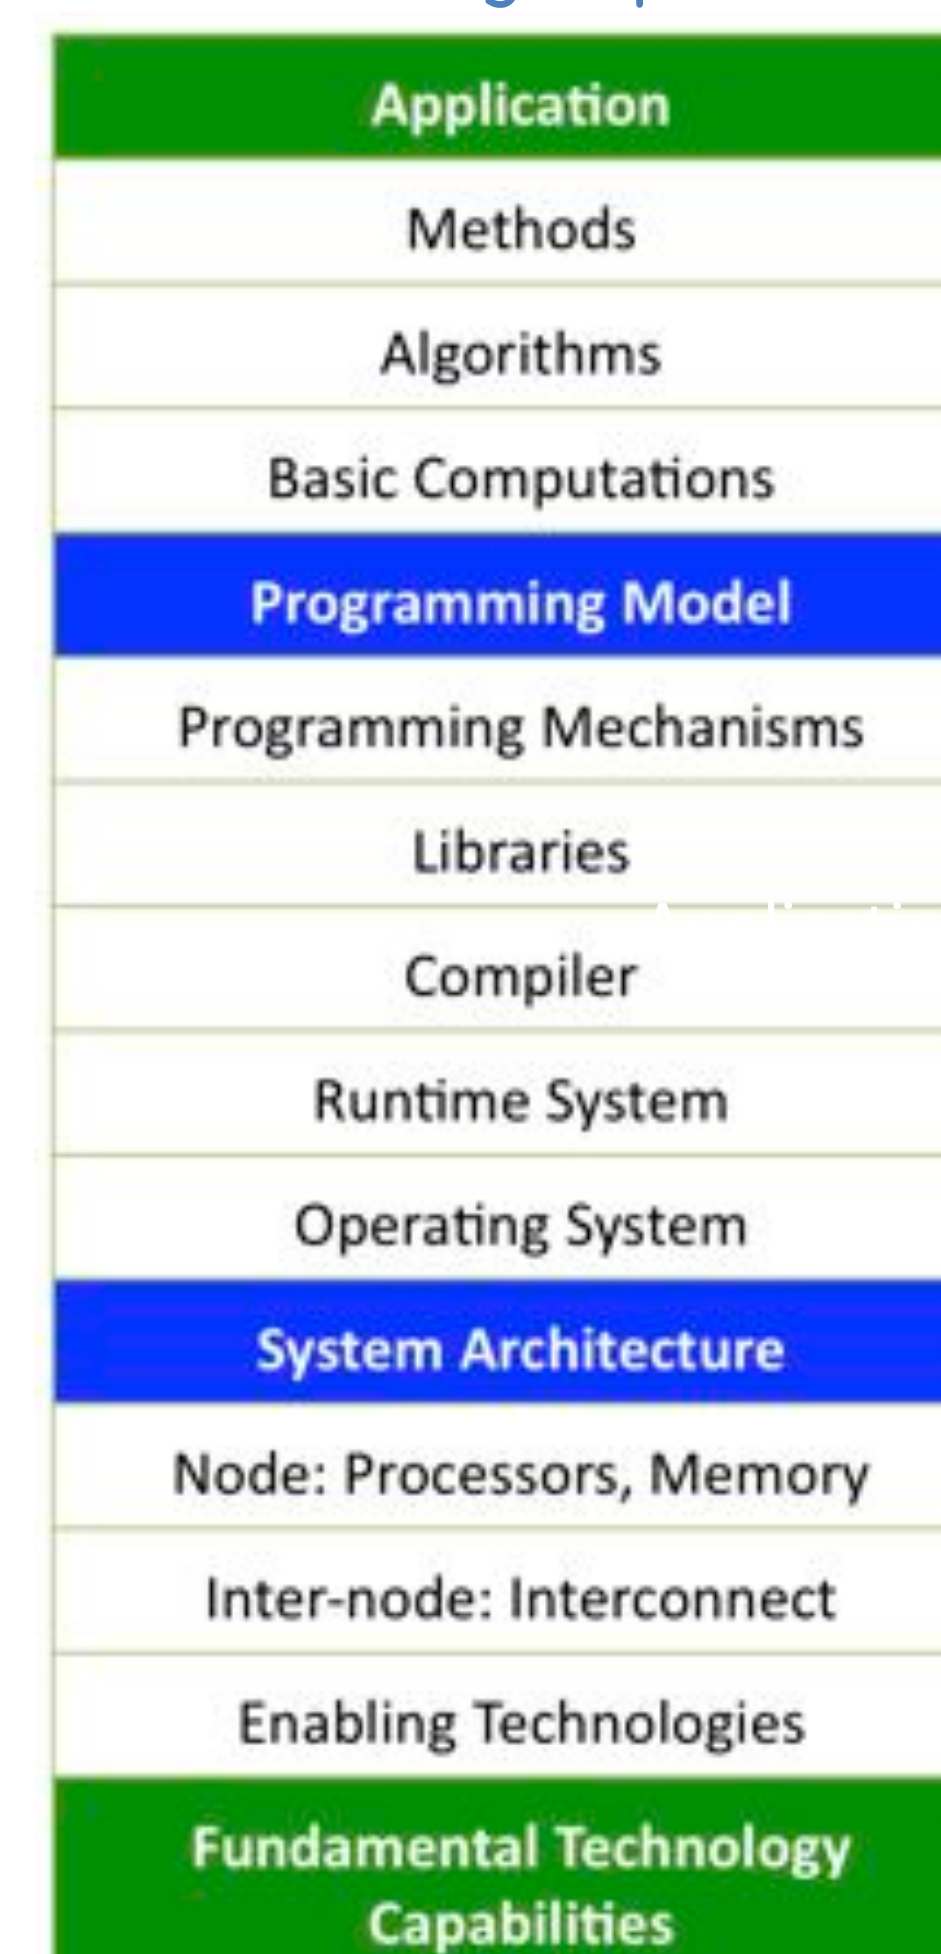 Application
Methods
Algorithms
Basic Computations
Programming Model
Programming Mechanisms
Libraries
Compiler
Runtime System
Operating System
System Architecture
Node: Processors, Memory
Inter-node: Interconnect
Enabling Technologies
Fundamental Technology
Capabilities